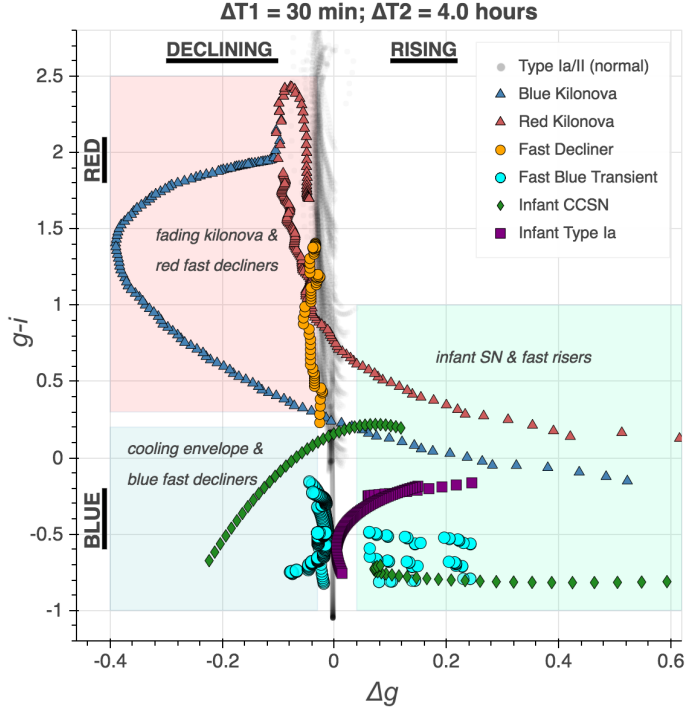 ΔT1 = 30 min; ΔT2 = 4.0 hours
DECLINING
RISING
Type Ia/II (normal)
Blue Kilonova
Red Kilonova
Fast Decliner
Fast Blue Transient
Infant CCSN
Infant Type Ia
RED
BLUE
fading kilonova &
red fast decliners
infant SN & fast risers
cooling envelope &
blue fast decliners
2.5
2
1.5
1
0.5
0
-0.5
-1
g-i
-0.4
-0.2
0
0.2
0.4
0.6
Δg